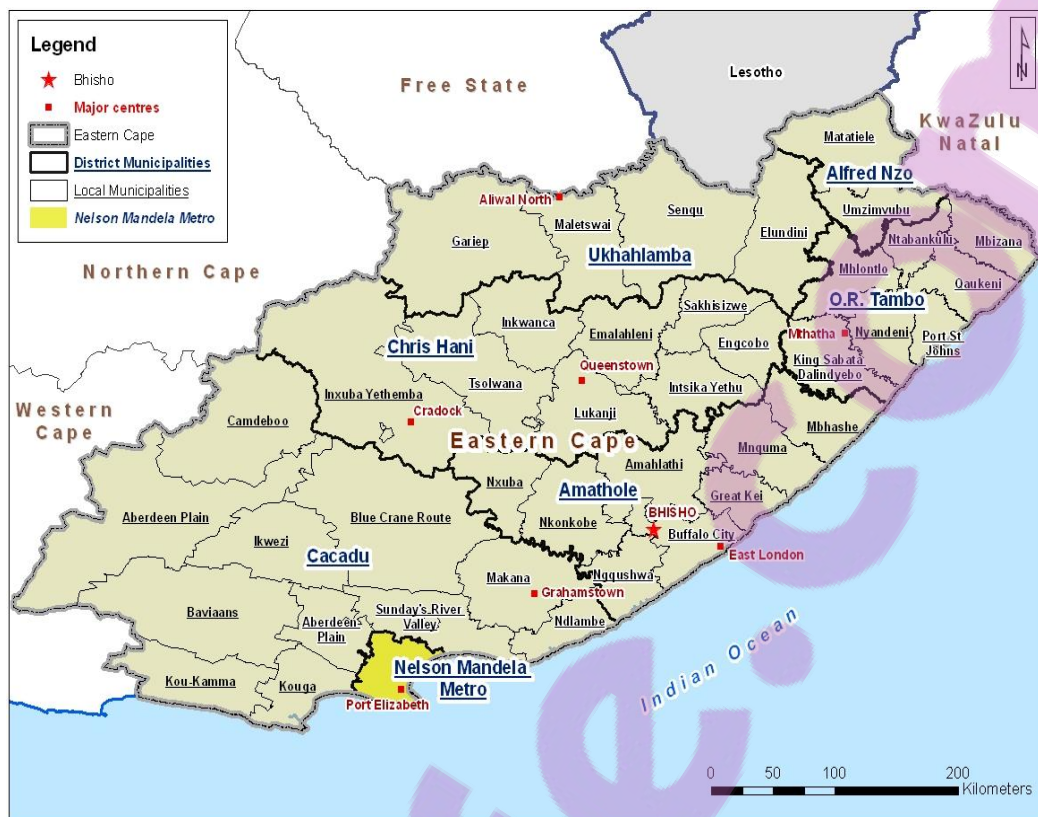 Legend
Bhisho
Major centres
Eastern Cape
District Municipalities
Local Municipalities
Nelson Mandela Metro
N
Free State
Lesotho
KwaZulu
Natal
Northern Cape
Western
Cape
Eastern Cape
Indian Ocean
Matatiele
Alfred Nzo
Umzimvubu
Aliwal North
Maletswai
Senqu
Elundini
Gariep
Ukhahlamba
Ntabankulu
Mbizana
Mhlontlo
Qaukeni
O.R. Tambo
Mthatha
Nyandeni
Port St
Johns
King Sabata
Dalindyebo
Sakhisizwe
Inkwanca
Emalahleni
Engcobo
Chris Hani
Queenstown
Tsolwana
Intsika Yethu
Inxuba Yethemba
Cradock
Lukanji
Mbhashe
Mnquma
Camdeboo
Amahlathi
Nxuba
Amathole
Great Kei
BHISHO
Nkonkobe
Buffalo City
East London
Aberdeen Plain
Blue Crane Route
Ikwezi
Cacadu
Ngqushwa
Makana
Grahamstown
Ndlambe
Baviaans
Aberdeen
Plain
Sunday's River
Valley
Kou-Kamma
Kouga
Nelson Mandela
Metro
Port Elizabeth
0 50 100 200
Kilometers